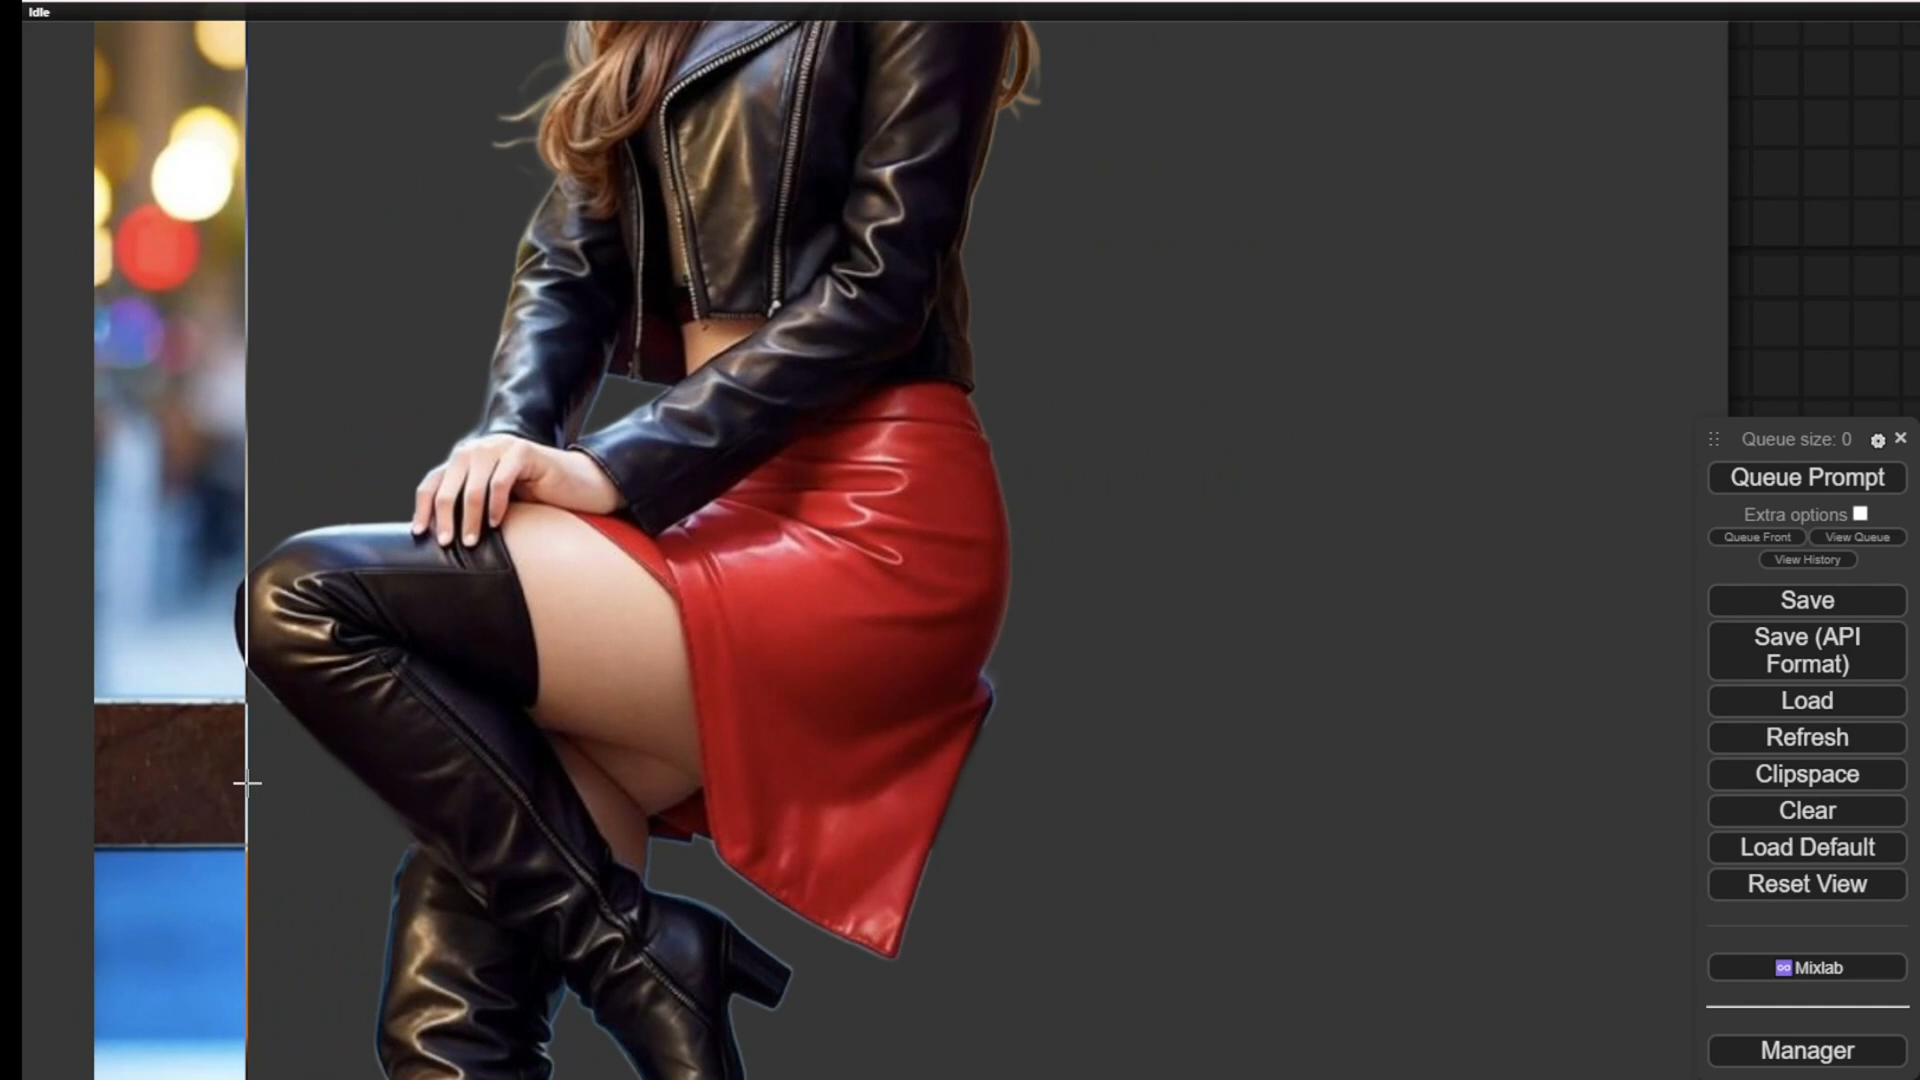 Idle
Queue size: 0
Queue Prompt
Extra options
Queue Front
View Queue
View History
Save
Save (API
Format)
Load
Refresh
Clipspace
Clear
Load Default
Reset View
Mixlab
Manager